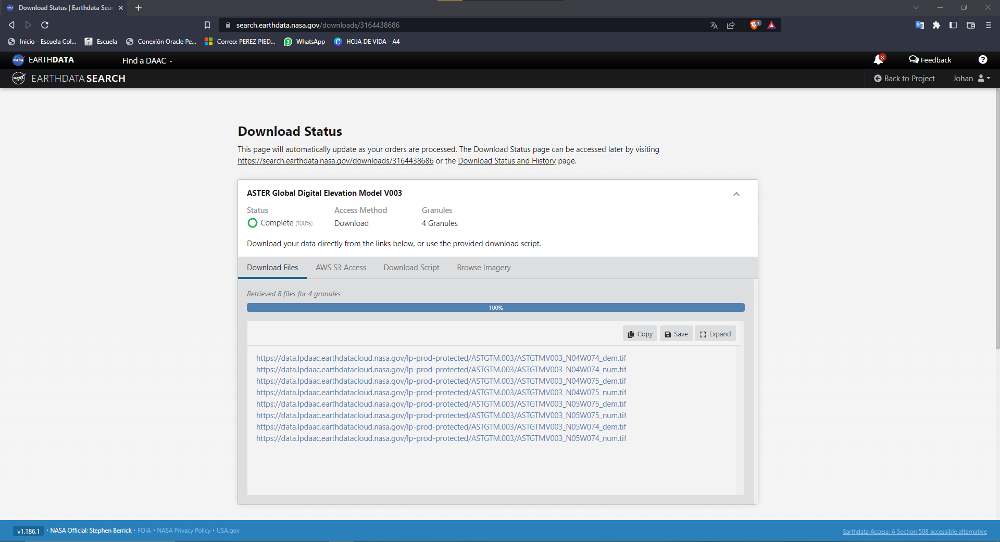 Download Status | Earthdata Sear
search.earthdata.nasa.gov/downloads/3164438686
1
Inicio - Escuela Col...
Escuela
Conexión Oracle Pe...
Correo: PEREZ PIED...
3
WhatsApp
HOJA DE VIDA - A4
NASA
EARTHDATA
Find a DAAC
8
Feedback
?
EARTHDATA SEARCH
Back to Project
Johan
Download Status
This page will automatically update as your orders are processed. The Download Status page can be accessed later by visiting
https://search.earthdata.nasa.gov/downloads/3164438686 or the Download Status and History page.
ASTER Global Digital Elevation Model V003
Status
Access Method
Granules
Complete (100%)
Download
4 Granules
Download your data directly from the links below, or use the provided download script.
Download Files
AWS S3 Access
Download Script
Browse Imagery
Retrieved 8 files for 4 granules
100%
Copy
Save
Expand
https://data.lpdaac.earthdatacloud.nasa.gov/lp-prod-protected/ASTGTM.003/ASTGTMV003_N04W074_dem.tif
https://data.lpdaac.earthdatacloud.nasa.gov/lp-prod-protected/ASTGTM.003/ASTGTMV003_N04W074_num.tif
https://data.lpdaac.earthdatacloud.nasa.gov/lp-prod-protected/ASTGTM.003/ASTGTMV003_N04W075_dem.tif
https://data.lpdaac.earthdatacloud.nasa.gov/lp-prod-protected/ASTGTM.003/ASTGTMV003_N04W075_num.tif
https://data.lpdaac.earthdatacloud.nasa.gov/lp-prod-protected/ASTGTM.003/ASTGTMV003_N05W075_dem.tif
https://data.lpdaac.earthdatacloud.nasa.gov/lp-prod-protected/ASTGTM.003/ASTGTMV003_N05W075_num.tif
https://data.lpdaac.earthdatacloud.nasa.gov/lp-prod-protected/ASTGTM.003/ASTGTMV003_N05W074_dem.tif
https://data.lpdaac.earthdatacloud.nasa.gov/lp-prod-protected/ASTGTM.003/ASTGTMV003_N05W074_num.tif
v1.186.1 · NASA Official: Stephen Berrick · FOIA · NASA Privacy Policy · USA.gov
Earthdata Access: A Section 508 accessible alternative